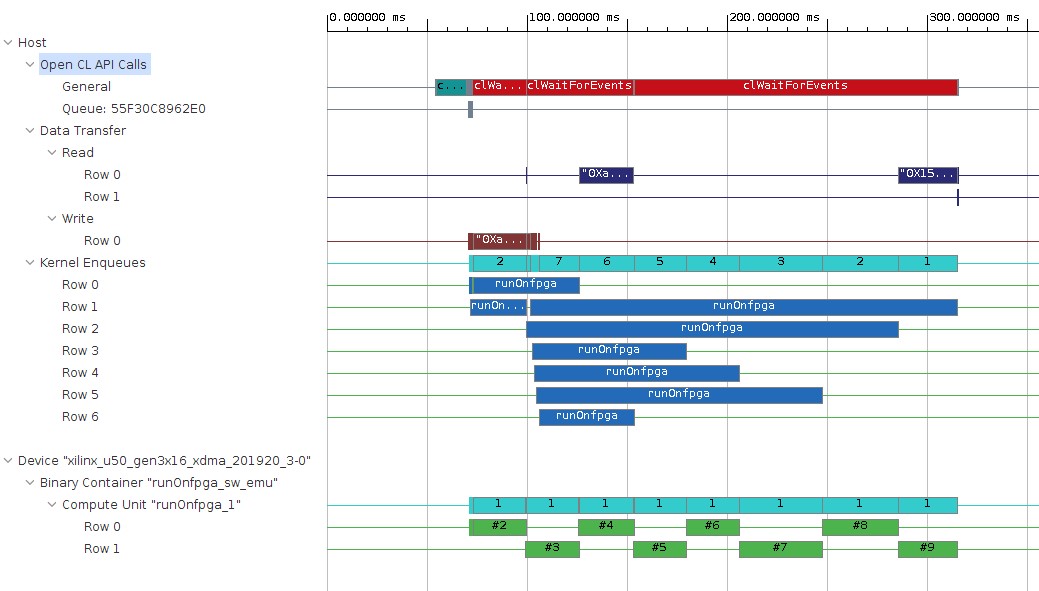 0.000000 ms 100.000000 ms 200.000000 ms 300.000000 ms
Host
Open CL API Calls
General c... clWa... clWaitForEvents clWaitForEvents
Queue: 55F30C8962E0
Data Transfer
Read
Row 0 "0Xa... "0X15...
Row 1
Write
Row 0 "0Xa...
Kernel Enqueues 2 7 6 5 4 3 2 1
Row 0 runOnfpga
Row 1 runOn... runOnfpga
Row 2 runOnfpga
Row 3 runOnfpga
Row 4 runOnfpga
Row 5 runOnfpga
Row 6 runOnfpga
Device "xilinx_u50_gen3x16_xdma_201920_3-0"
Binary Container "runOnfpga_sw_emu"
Compute Unit "runOnfpga_1" 1 1 1 1 1 1 1 1
Row 0 #2 #4 #6 #8
Row 1 #3 #5 #7 #9